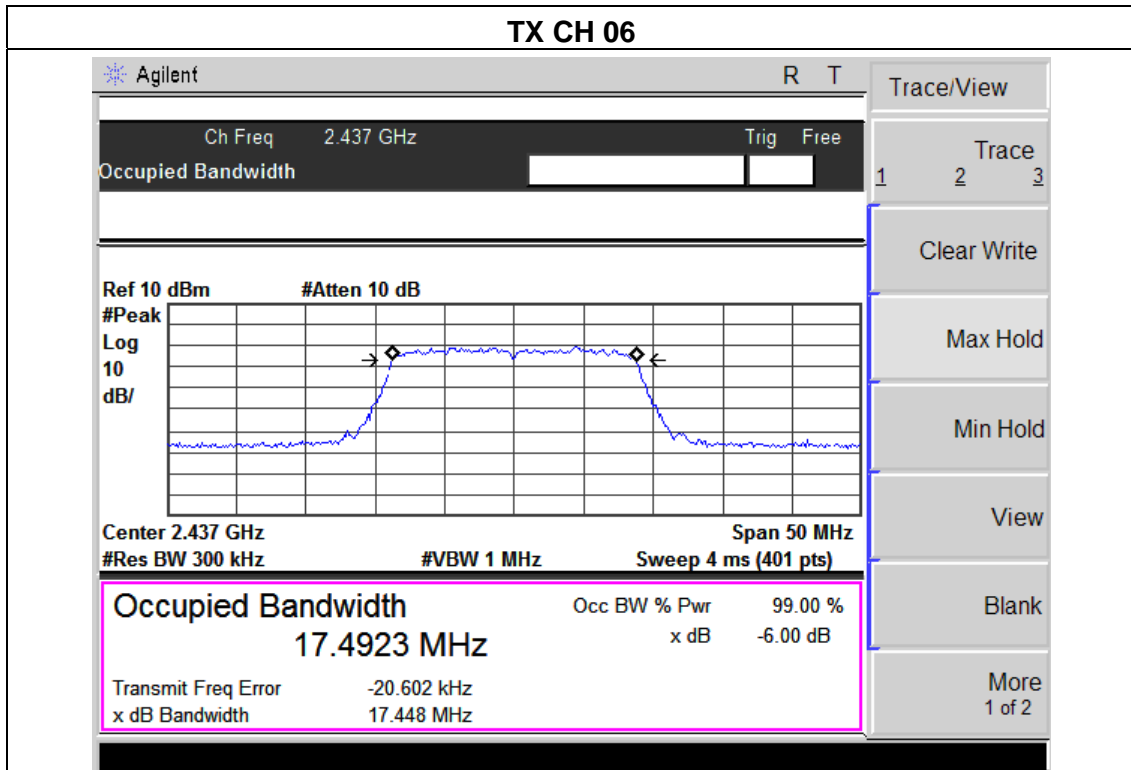 TX CH 06
Agilent R T
Trace/View
Ch Freq 2.437 GHz Trig Free
Occupied Bandwidth
Trace
1 2 3
Clear Write
Ref 10 dBm #Atten 10 dB
#Peak
Log
10
dB/
Max Hold
Min Hold
View
Center 2.437 GHz Span 50 MHz
#Res BW 300 kHz #VBW 1 MHz Sweep 4 ms (401 pts)
Occupied Bandwidth Occ BW % Pwr 99.00 %
17.4923 MHz x dB -6.00 dB
Blank
Transmit Freq Error -20.602 kHz
x dB Bandwidth 17.448 MHz
More
1 of 2